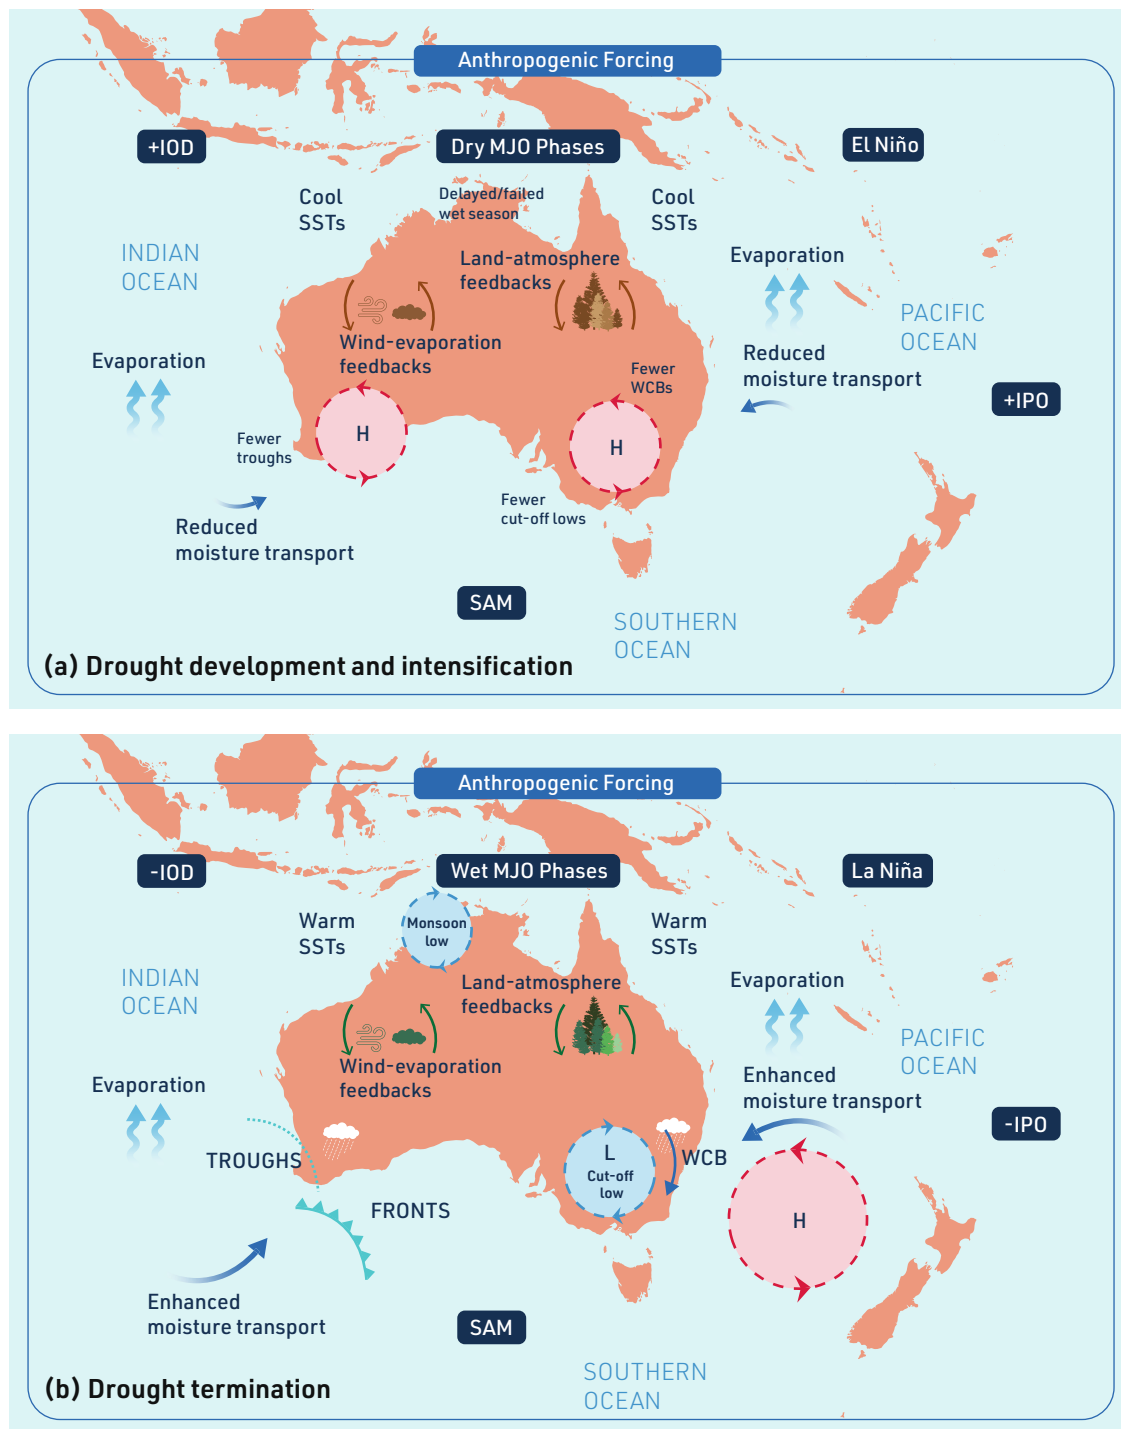 Anthropogenic Forcing
+IOD
Dry MJO Phases
El Niño
Cool
SSTs
Delayed/failed
wet season
Cool
SSTs
INDIAN
OCEAN
Land-atmosphere
feedbacks
Evaporation
PACIFIC
OCEAN
Wind-evaporation
feedbacks
Evaporation
Fewer
WCBs
Reduced
moisture transport
+IPO
H
H
Fewer
troughs
Fewer
cut-off lows
Reduced
moisture transport
SAM
SOUTHERN
OCEAN
(a) Drought development and intensification
Anthropogenic Forcing
-IOD
Wet MJO Phases
La Niña
Warm
SSTs
Monsoon
low
Warm
SSTs
INDIAN
OCEAN
Land-atmosphere
feedbacks
Evaporation
PACIFIC
OCEAN
Wind-evaporation
feedbacks
Evaporation
Enhanced
moisture transport
-IPO
TROUGHS
L
Cut-off
low
WCB
FRONTS
H
Enhanced
moisture transport
SAM
SOUTHERN
OCEAN
(b) Drought termination